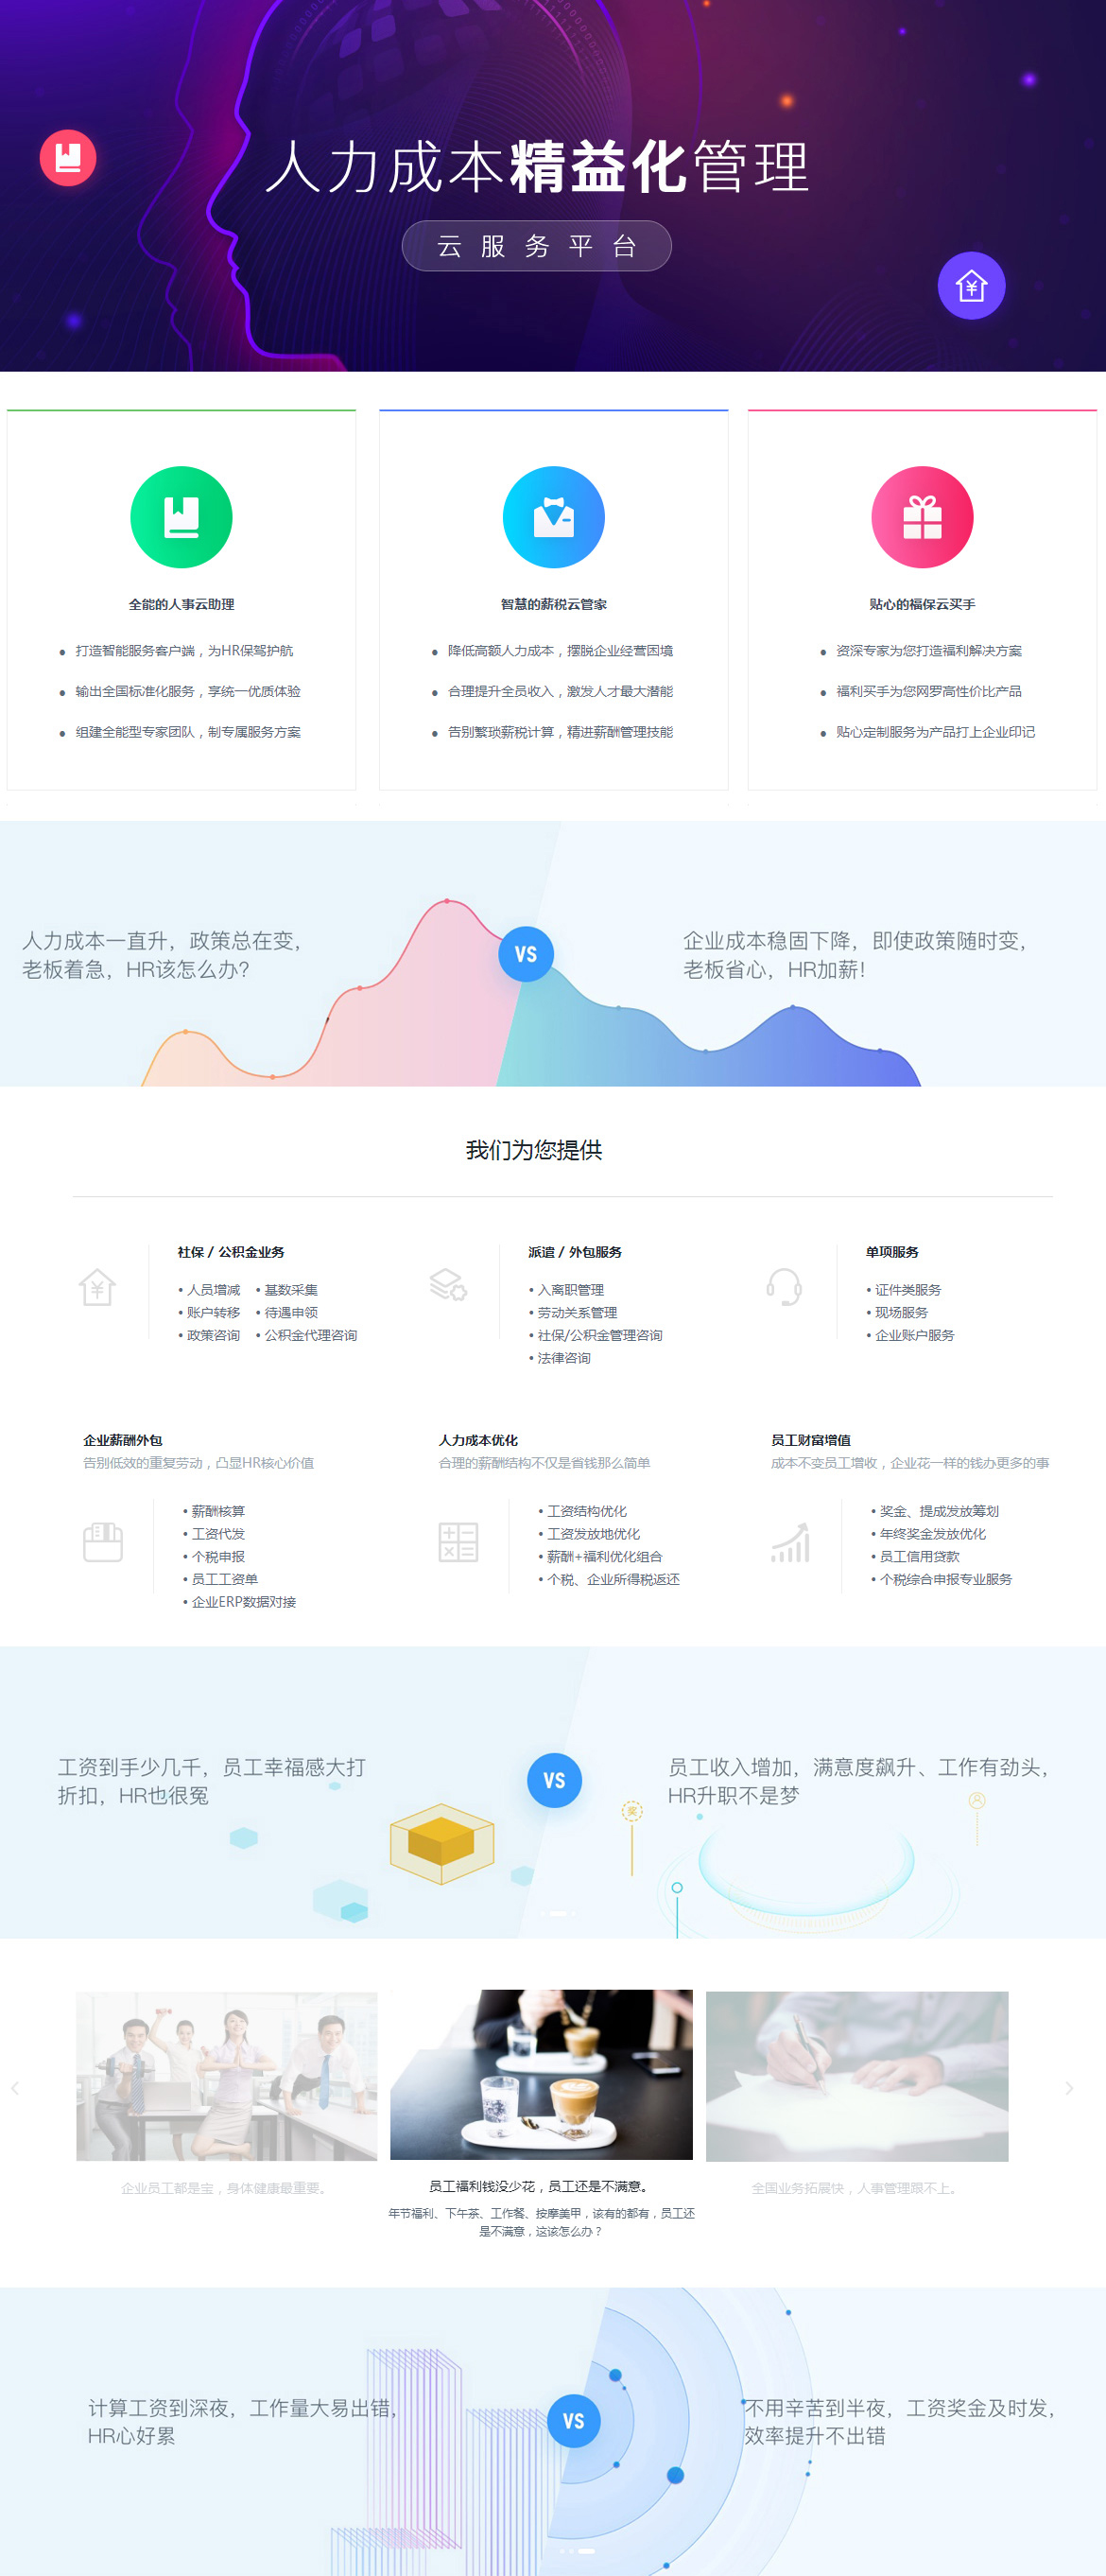 人力成本精益化管理
云服务平台
全能的人事云助理
• 打造智能服务客户端，为HR保驾护航
• 输出全国标准化服务，享统一优质体验
• 组建全能型专家团队，制专属服务方案
智慧的薪税云管家
• 降低高额人力成本，摆脱企业经营困境
• 合理提升全员收入，激发人才最大潜能
• 告别繁琐薪税计算，精进薪酬管理技能
贴心的福保云买手
• 资深专家为您打造福利解决方案
• 福利买手为您网罗高性价比产品
• 贴心定制服务为产品打上企业印记
人力成本一直升，政策总在变，
老板着急，HR该怎么办？
VS
企业成本稳固下降，即使政策随时变，
老板省心，HR加薪！
我们为您提供
社保 / 公积金业务
• 人员增减 • 基数采集
• 账户转移 • 待遇申领
• 政策咨询 • 公积金代理咨询
派遣 / 外包服务
• 入离职管理
• 劳动关系管理
• 社保/公积金管理咨询
• 法律咨询
单项服务
• 证件类服务
• 现场服务
• 企业账户服务
企业薪酬外包
告别低效的重复劳动，凸显HR核心价值
• 薪酬核算
• 工资代发
• 个税申报
• 员工工资单
• 企业ERP数据对接
人力成本优化
合理的薪酬结构不仅是省钱那么简单
• 工资结构优化
• 工资发放地优化
• 薪酬+福利优化组合
• 个税、企业所得税返还
员工财富增值
成本不变员工增收，企业花一样的钱办更多的事
• 奖金、提成发放筹划
• 年终奖金发放优化
• 员工信用贷款
• 个税综合申报专业服务
工资到手少几千，员工幸福感大打
折扣，HR也很冤
VS
奖
员工收入增加，满意度飙升、工作有劲头，
HR升职不是梦
企业员工都是宝，身体健康最重要。
员工福利钱没少花，员工还是不满意。
年节福利、下午茶、工作餐、按摩美甲，该有的都有，员工还
是不满意，这该怎么办？
全国业务拓展快，人事管理跟不上。
计算工资到深夜，工作量大易出错，
HR心好累
VS
不用辛苦到半夜，工资奖金及时发，
效率提升不出错